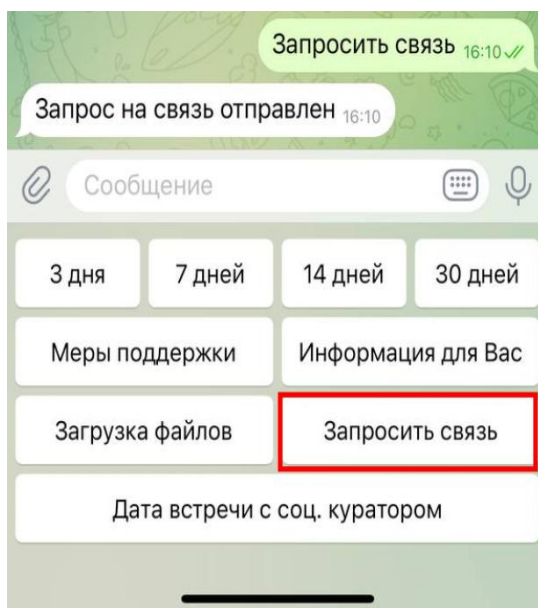 Запросить связь 16:10
Запрос на связь отправлен 16:10
Сообщение
3 дня 7 дней 14 дней 30 дней
Меры поддержки Информация для Вас
Загрузка файлов Запросить связь
Дата встречи с соц. куратором